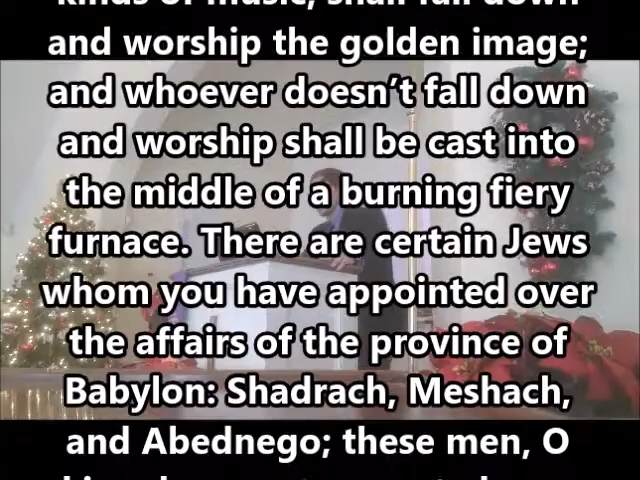 kinds of music, shall fall down
and worship the golden image;
and whoever doesn’t fall down
and worship shall be cast into
the middle of a burning fiery
furnace. There are certain Jews
whom you have appointed over
the affairs of the province of
Babylon: Shadrach, Meshach,
and Abednego; these men, O